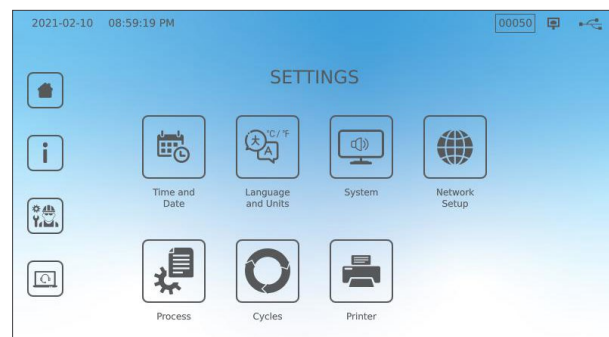 2021-02-10 08:59:19 PM 00050
SETTINGS
°C/°F
大
A
Time and
Date
Language
and Units
System
Network
Setup
i
Process
Cycles
Printer